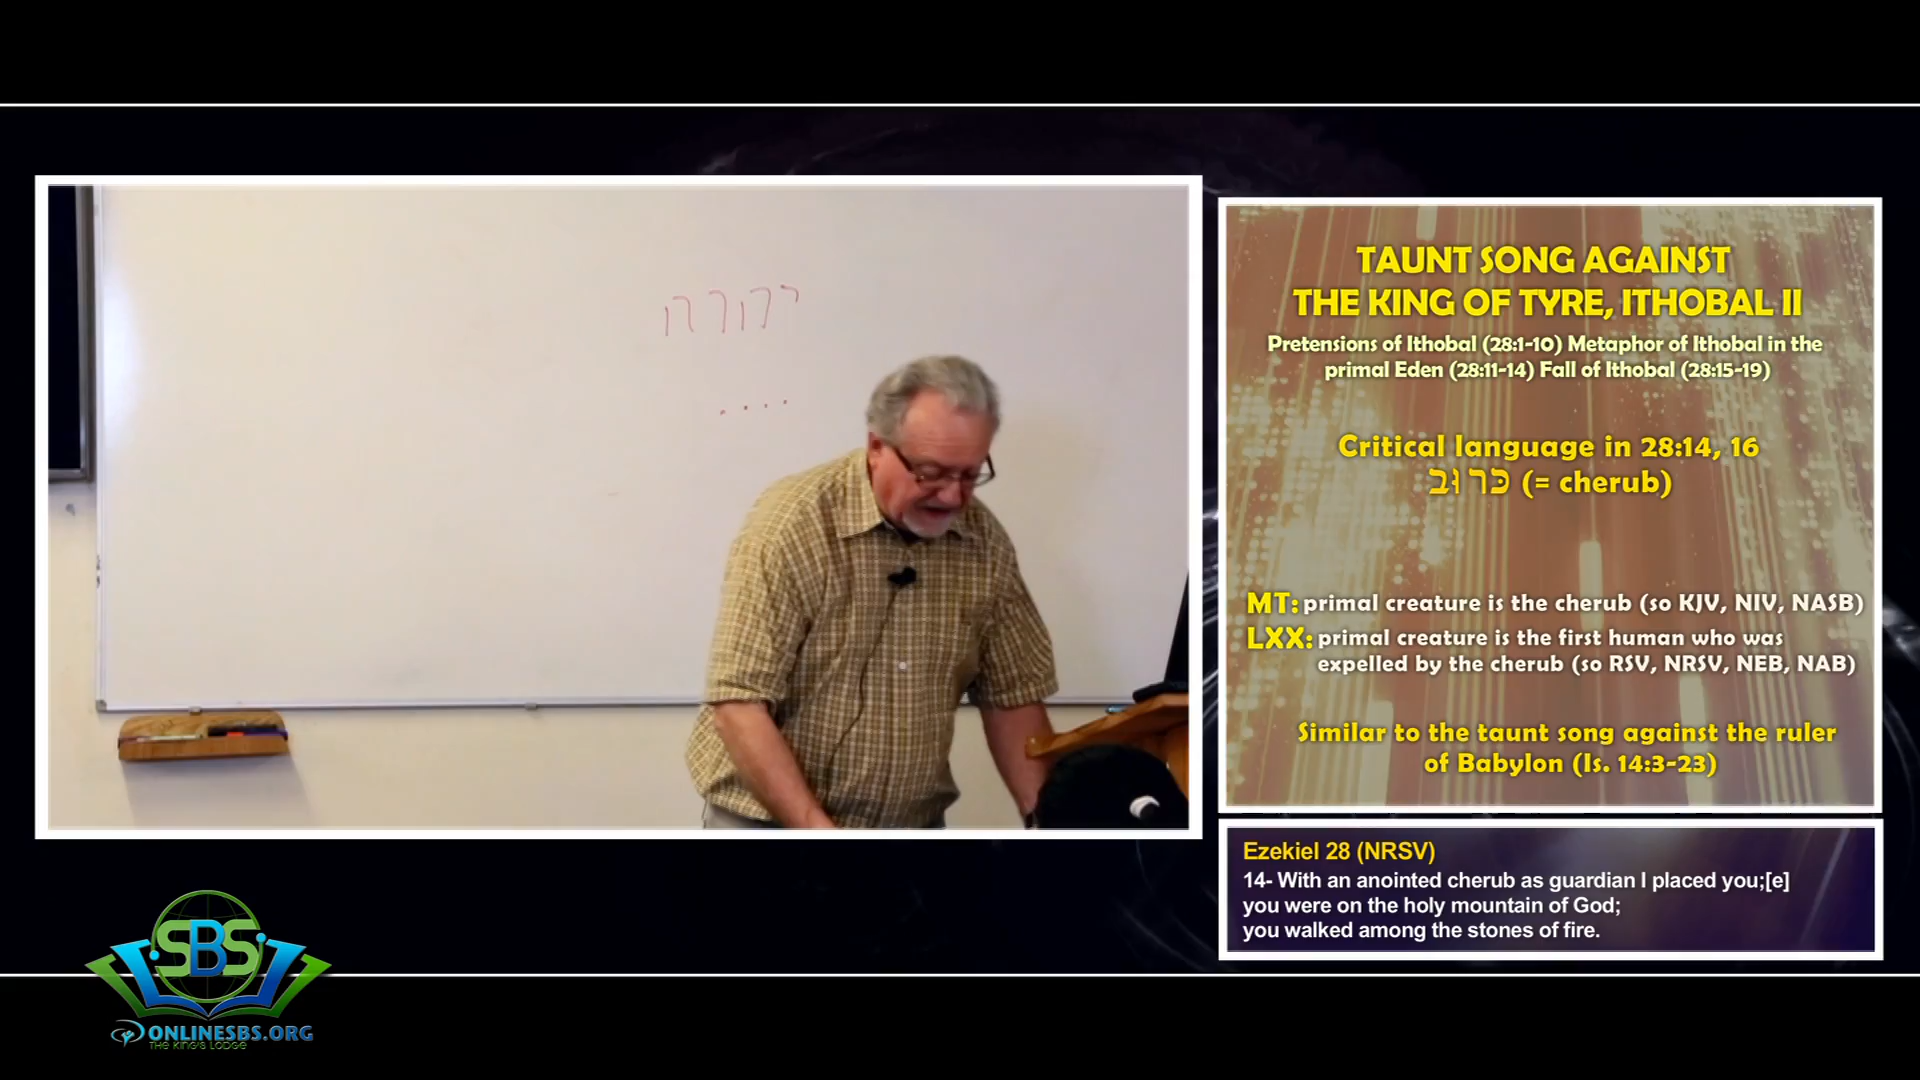 יהוה
. . . .
TAUNT SONG AGAINST
THE KING OF TYRE, ITHOBAL II
Pretensions of Ithobal (28:1-10) Metaphor of Ithobal in the
primal Eden (28:11-14) Fall of Ithobal (28:15-19)
Critical language in 28:14, 16
כְּרוּב (= cherub)
MT: primal creature is the cherub (so KJV, NIV, NASB)
LXX: primal creature is the first human who was
expelled by the cherub (so RSV, NRSV, NEB, NAB)
Similar to the taunt song against the ruler
of Babylon (Is. 14:3-23)
Ezekiel 28 (NRSV)
14- With an anointed cherub as guardian I placed you;[e]
you were on the holy mountain of God;
you walked among the stones of fire.
SBS
ONLINESBS.ORG
THE KING'S LODGE